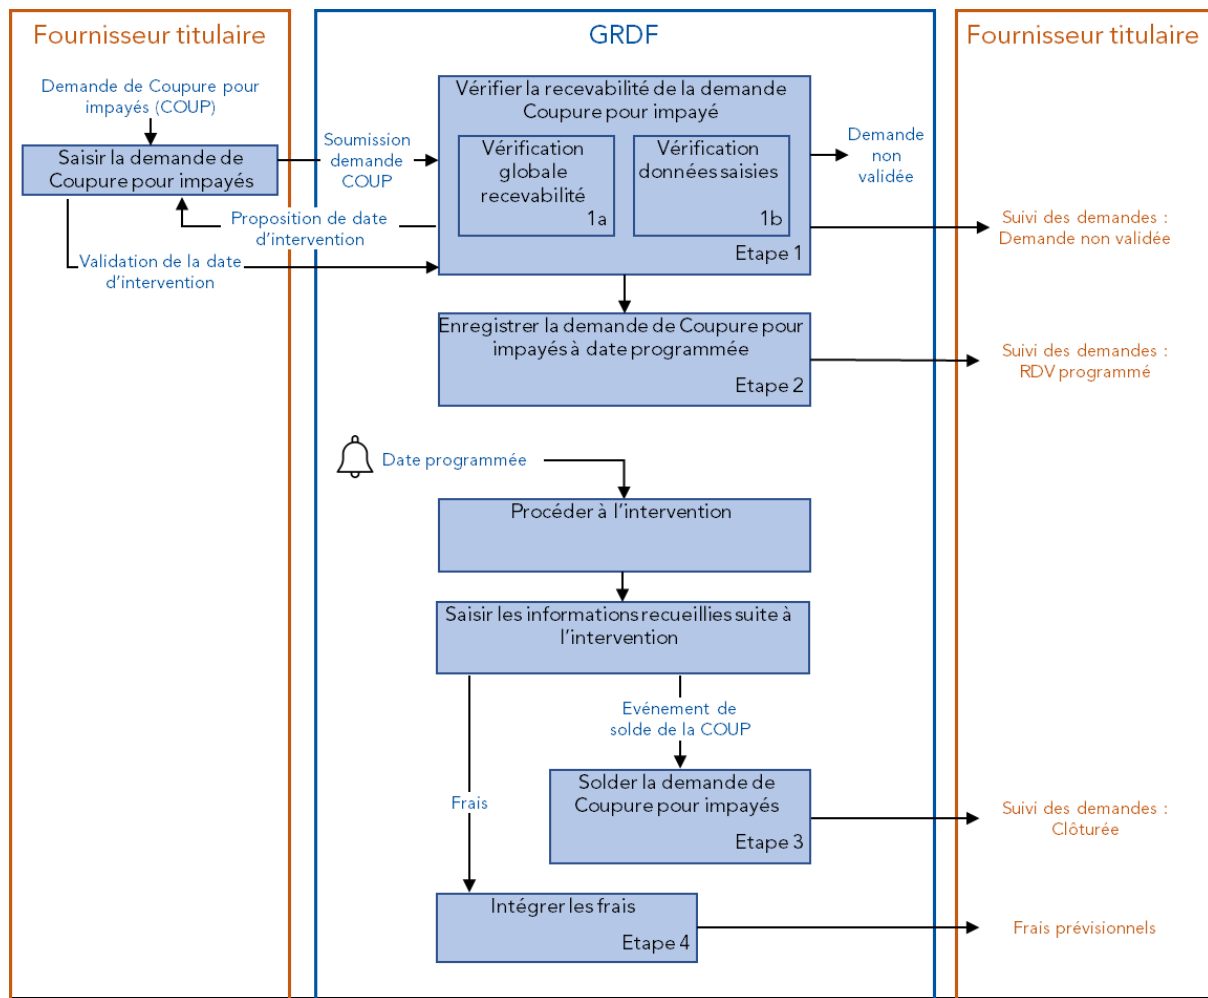 Fournisseur titulaire
GRDF
Fournisseur titulaire
Demande de Coupure pour
impayés (COUP)
Saisir la demande de
Coupure pour impayés
Soumission
demande
COUP
Proposition de date
d'intervention
Validation de la date
d'intervention
Vérifier la recevabilité de la demande
Coupure pour impayé
Vérification
globale
recevabilité
1a
Vérification
données saisies
1b
Etape 1
Demande
non
validée
Suivi des demandes :
Demande non validée
Enregistrer la demande de Coupure pour
impayés à date programmée
Etape 2
Suivi des demandes :
RDV programmé
Date programmée
Procéder à l'intervention
Saisir les informations recueillies suite à
l'intervention
Evénement de
solde de la COUP
Frais
Solder la demande de
Coupure pour impayés
Etape 3
Suivi des demandes :
Clôturée
Intégrer les frais
Etape 4
Frais prévisionnels